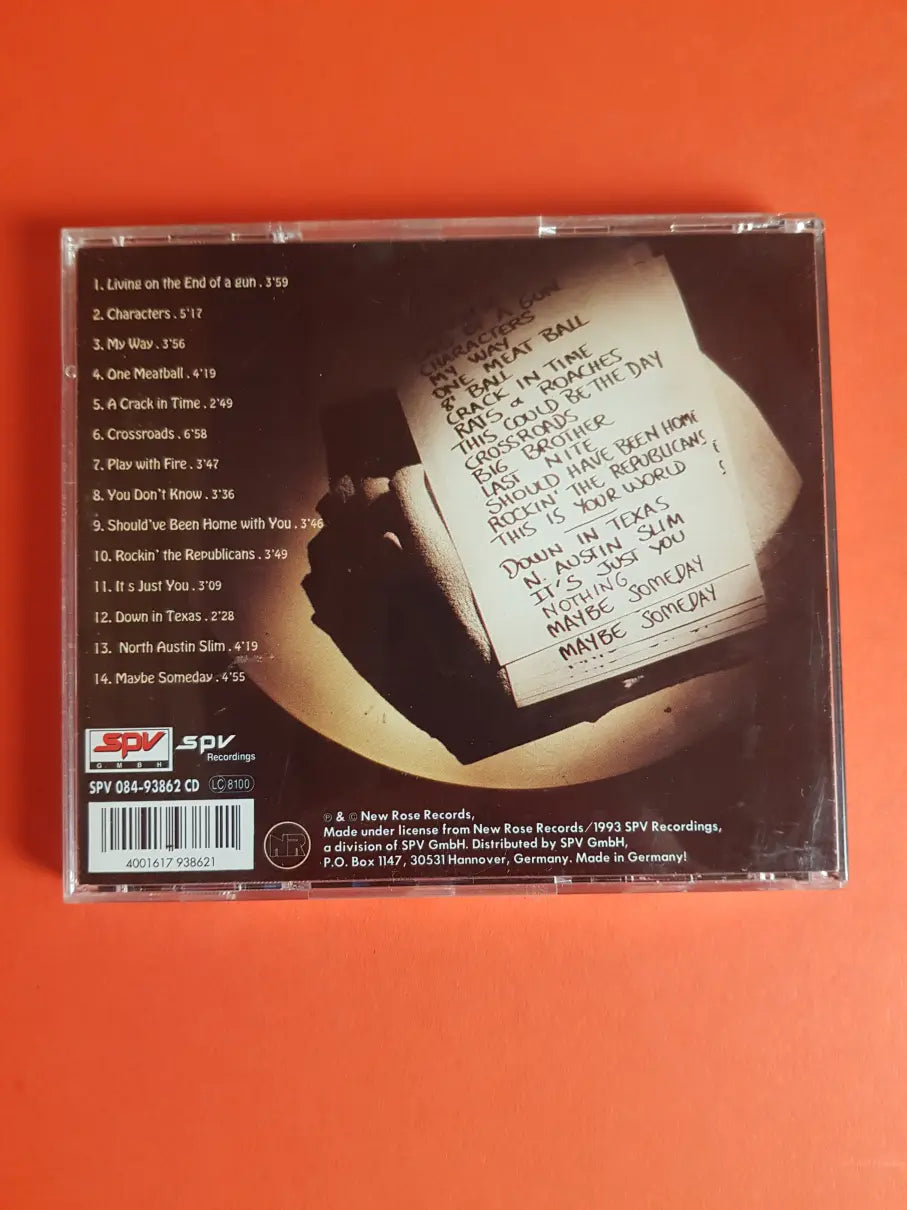 1. Living on the End of a gun . 3'59
2. Characters . 5'17
3. My Way . 3'56
4. One Meatball . 4'19
5. A Crack in Time . 2'49
6. Crossroads . 6'58
7. Play with Fire . 3'47
8. You Don't Know . 3'36
9. Should've Been Home with You . 3'46
10. Rockin' the Republicans . 3'49
11. It s Just You . 3'09
12. Down in Texas . 2'28
13. North Austin Slim . 4'19
14. Maybe Someday . 4'55
OF A GUN
CHARACTERS
MY WAY
ONE MEAT BALL
8' BALL
CRACK IN TIME
RATS a ROACHES
THIS COULD BE THE DAY
CROSSROADS
BIG BROTHER
LAST NITE
SHOULD HAVE BEEN HOME
ROCKIN' THE REPUBLICANS
THIS IS YOUR WORLD
DOWN IN TEXAS
N. AUSTIN SLIM
IT'S JUST YOU
NOTHING
MAYBE SOMEDAY
MAYBE SOMEDAY
SPV
GMBH
SPV
Recordings
SPV 084-93862 CD
LC 8100
4001617 938621
NR
℗ & © New Rose Records,
Made under license from New Rose Records/1993 SPV Recordings,
a division of SPV GmbH. Distributed by SPV GmbH,
P.O. Box 1147, 30531 Hannover, Germany. Made in Germany!